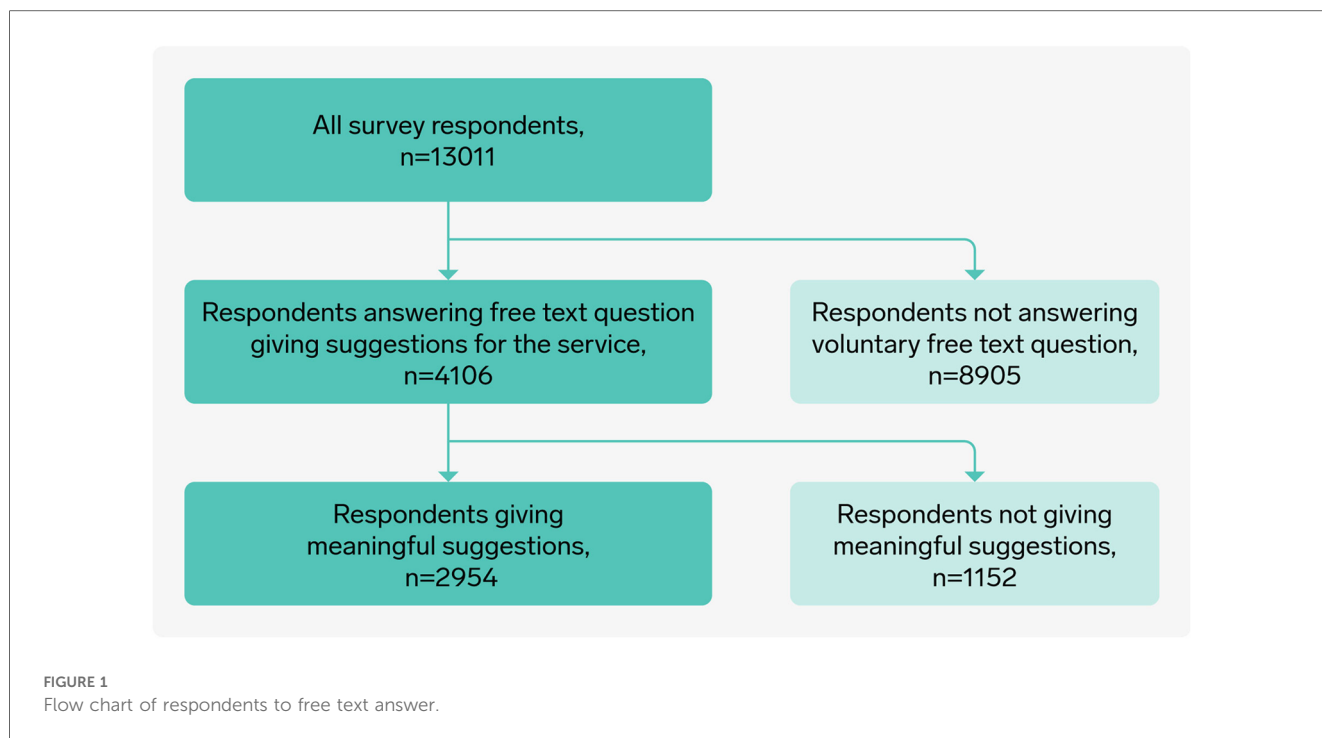 All survey respondents,
n=13011
Respondents answering free text question
giving suggestions for the service,
n=4106
Respondents not answering
voluntary free text question,
n=8905
Respondents giving
meaningful suggestions,
n=2954
Respondents not giving
meaningful suggestions,
n=1152
FIGURE 1
Flow chart of respondents to free text answer.